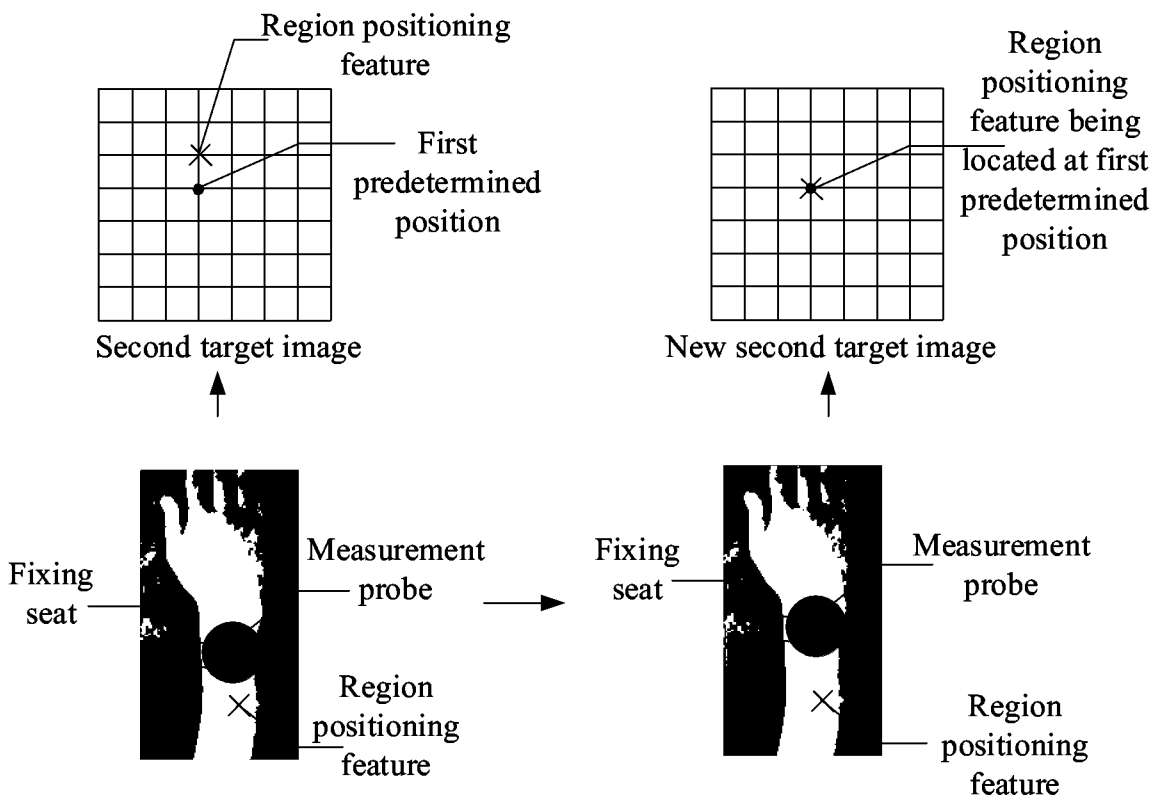 Region positioning
feature
First
predetermined
position
Second target image
Region
positioning
feature being
located at first
predetermined
position
New second target image
Fixing
seat
Measurement
probe
Region
positioning
feature
Fixing
seat
Measurement
probe
Region
positioning
feature